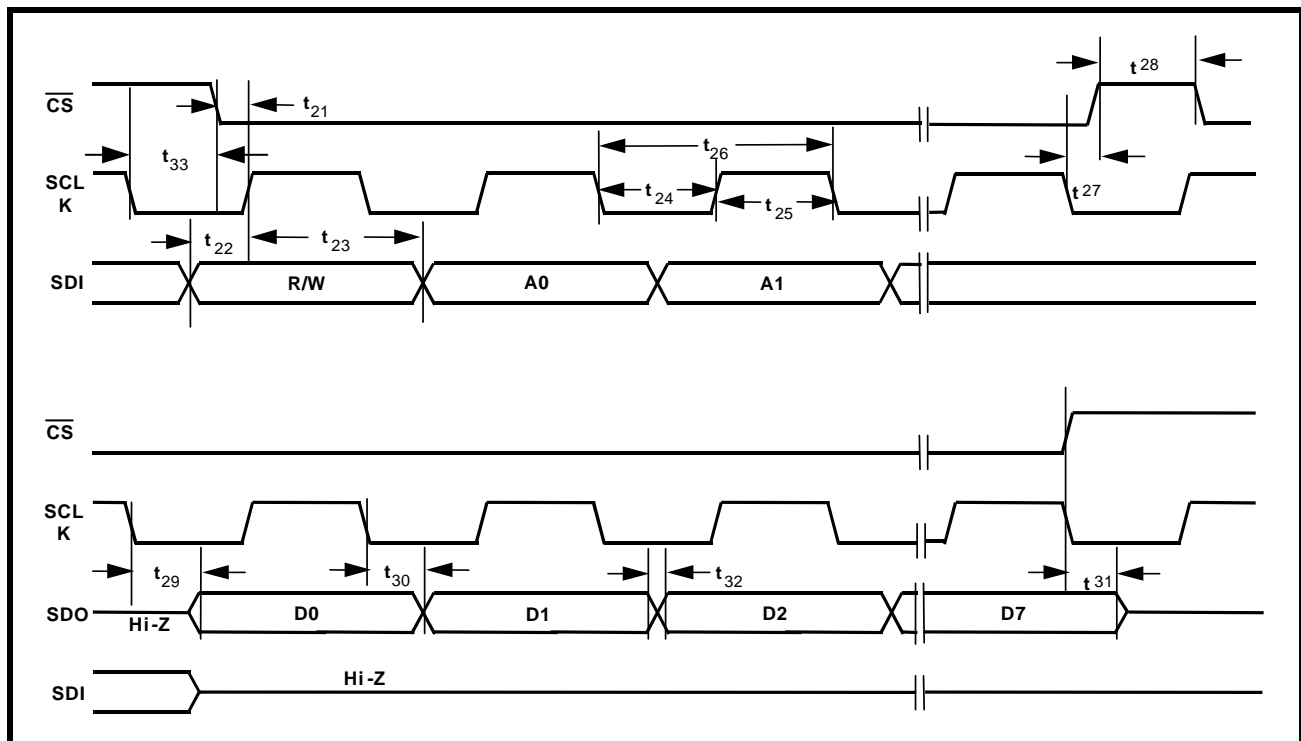 t28
CS
t21
t33
t26
SCL
K
t24
t25
t27
t22
t23
SDI
R/W
A0
A1
CS
SCL
K
t29
t30
t32
t31
SDO
Hi-Z
D0
D1
D2
D7
SDI
Hi-Z